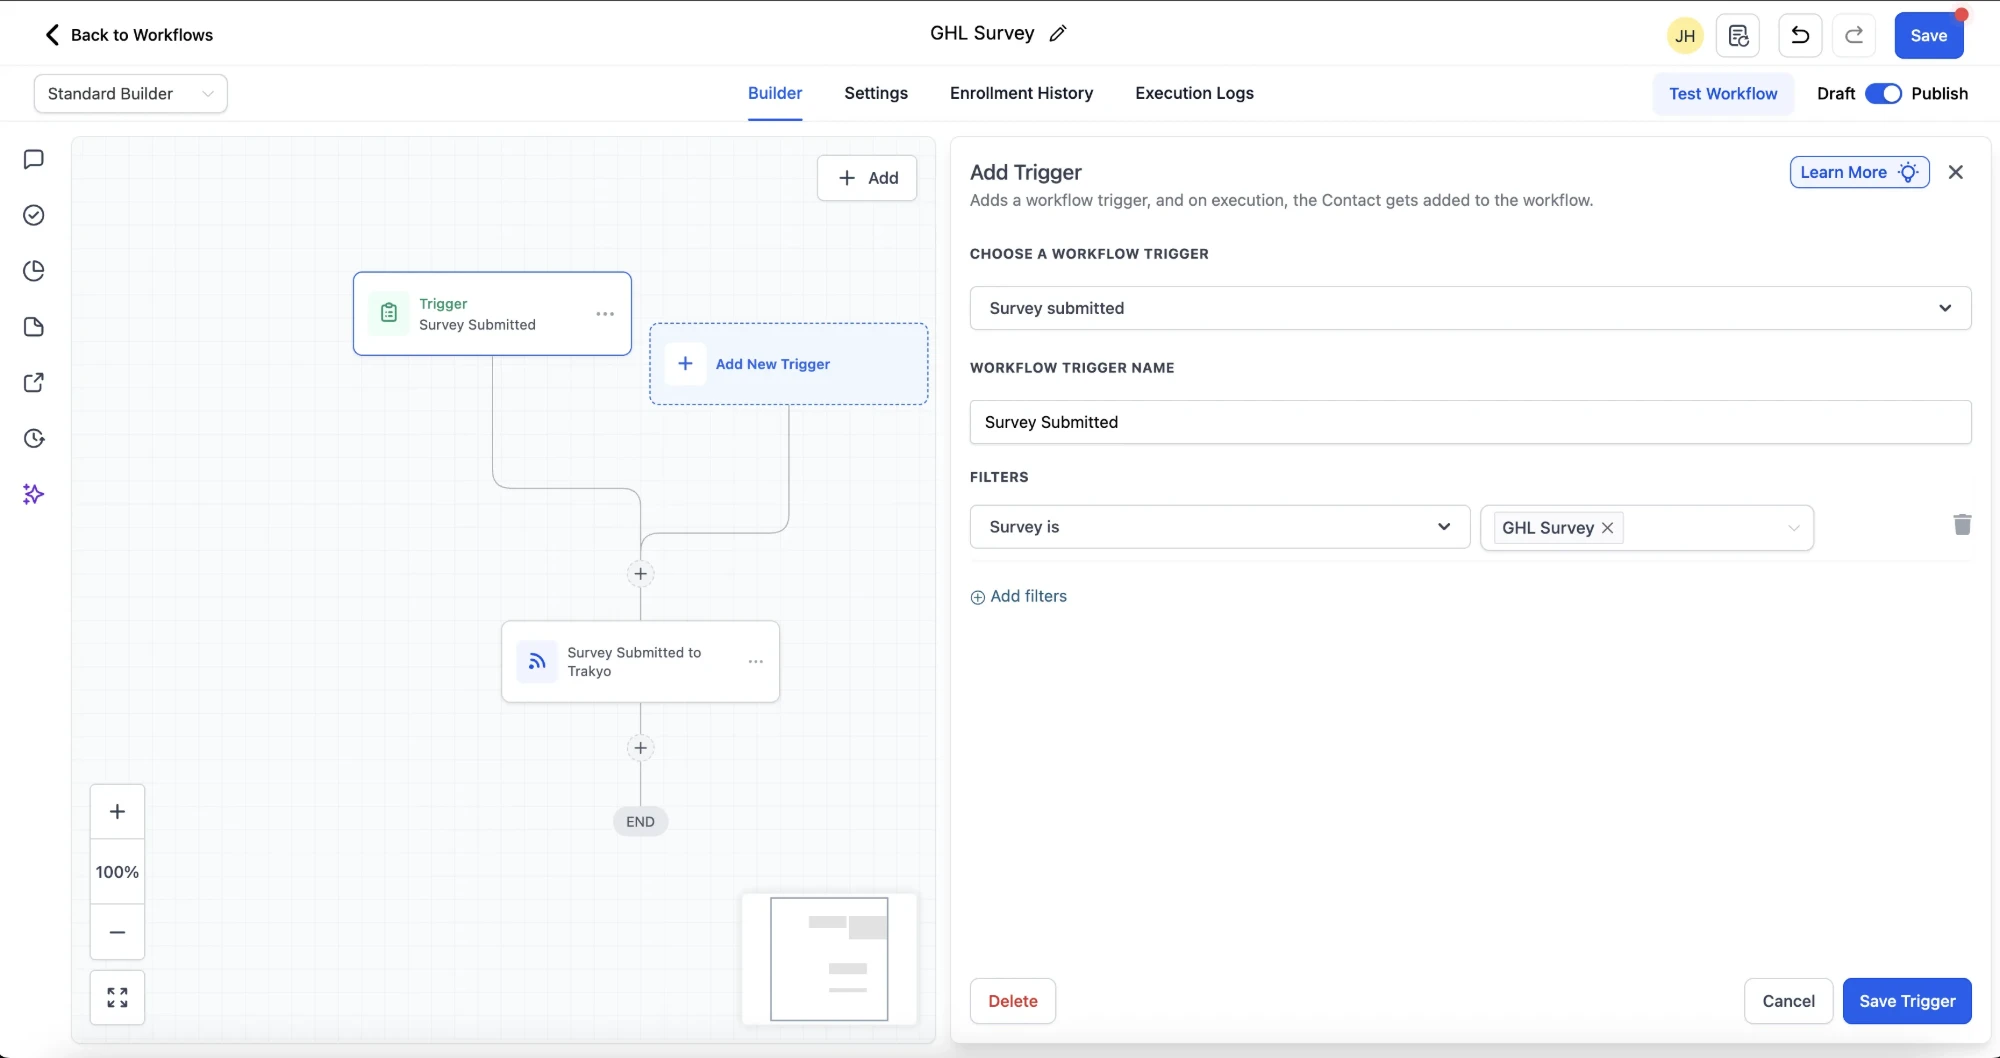 Back to Workflows
GHL Survey
JH
Save
Standard Builder
Builder
Settings
Enrollment History
Execution Logs
Test Workflow
Draft
Publish
Add
Trigger
Survey Submitted
Add New Trigger
Survey Submitted to
Trakyo
END
100%
Add Trigger
Learn More
Adds a workflow trigger, and on execution, the Contact gets added to the workflow.
CHOOSE A WORKFLOW TRIGGER
Survey submitted
WORKFLOW TRIGGER NAME
Survey Submitted
FILTERS
Survey is
GHL Survey
Add filters
Delete
Cancel
Save Trigger